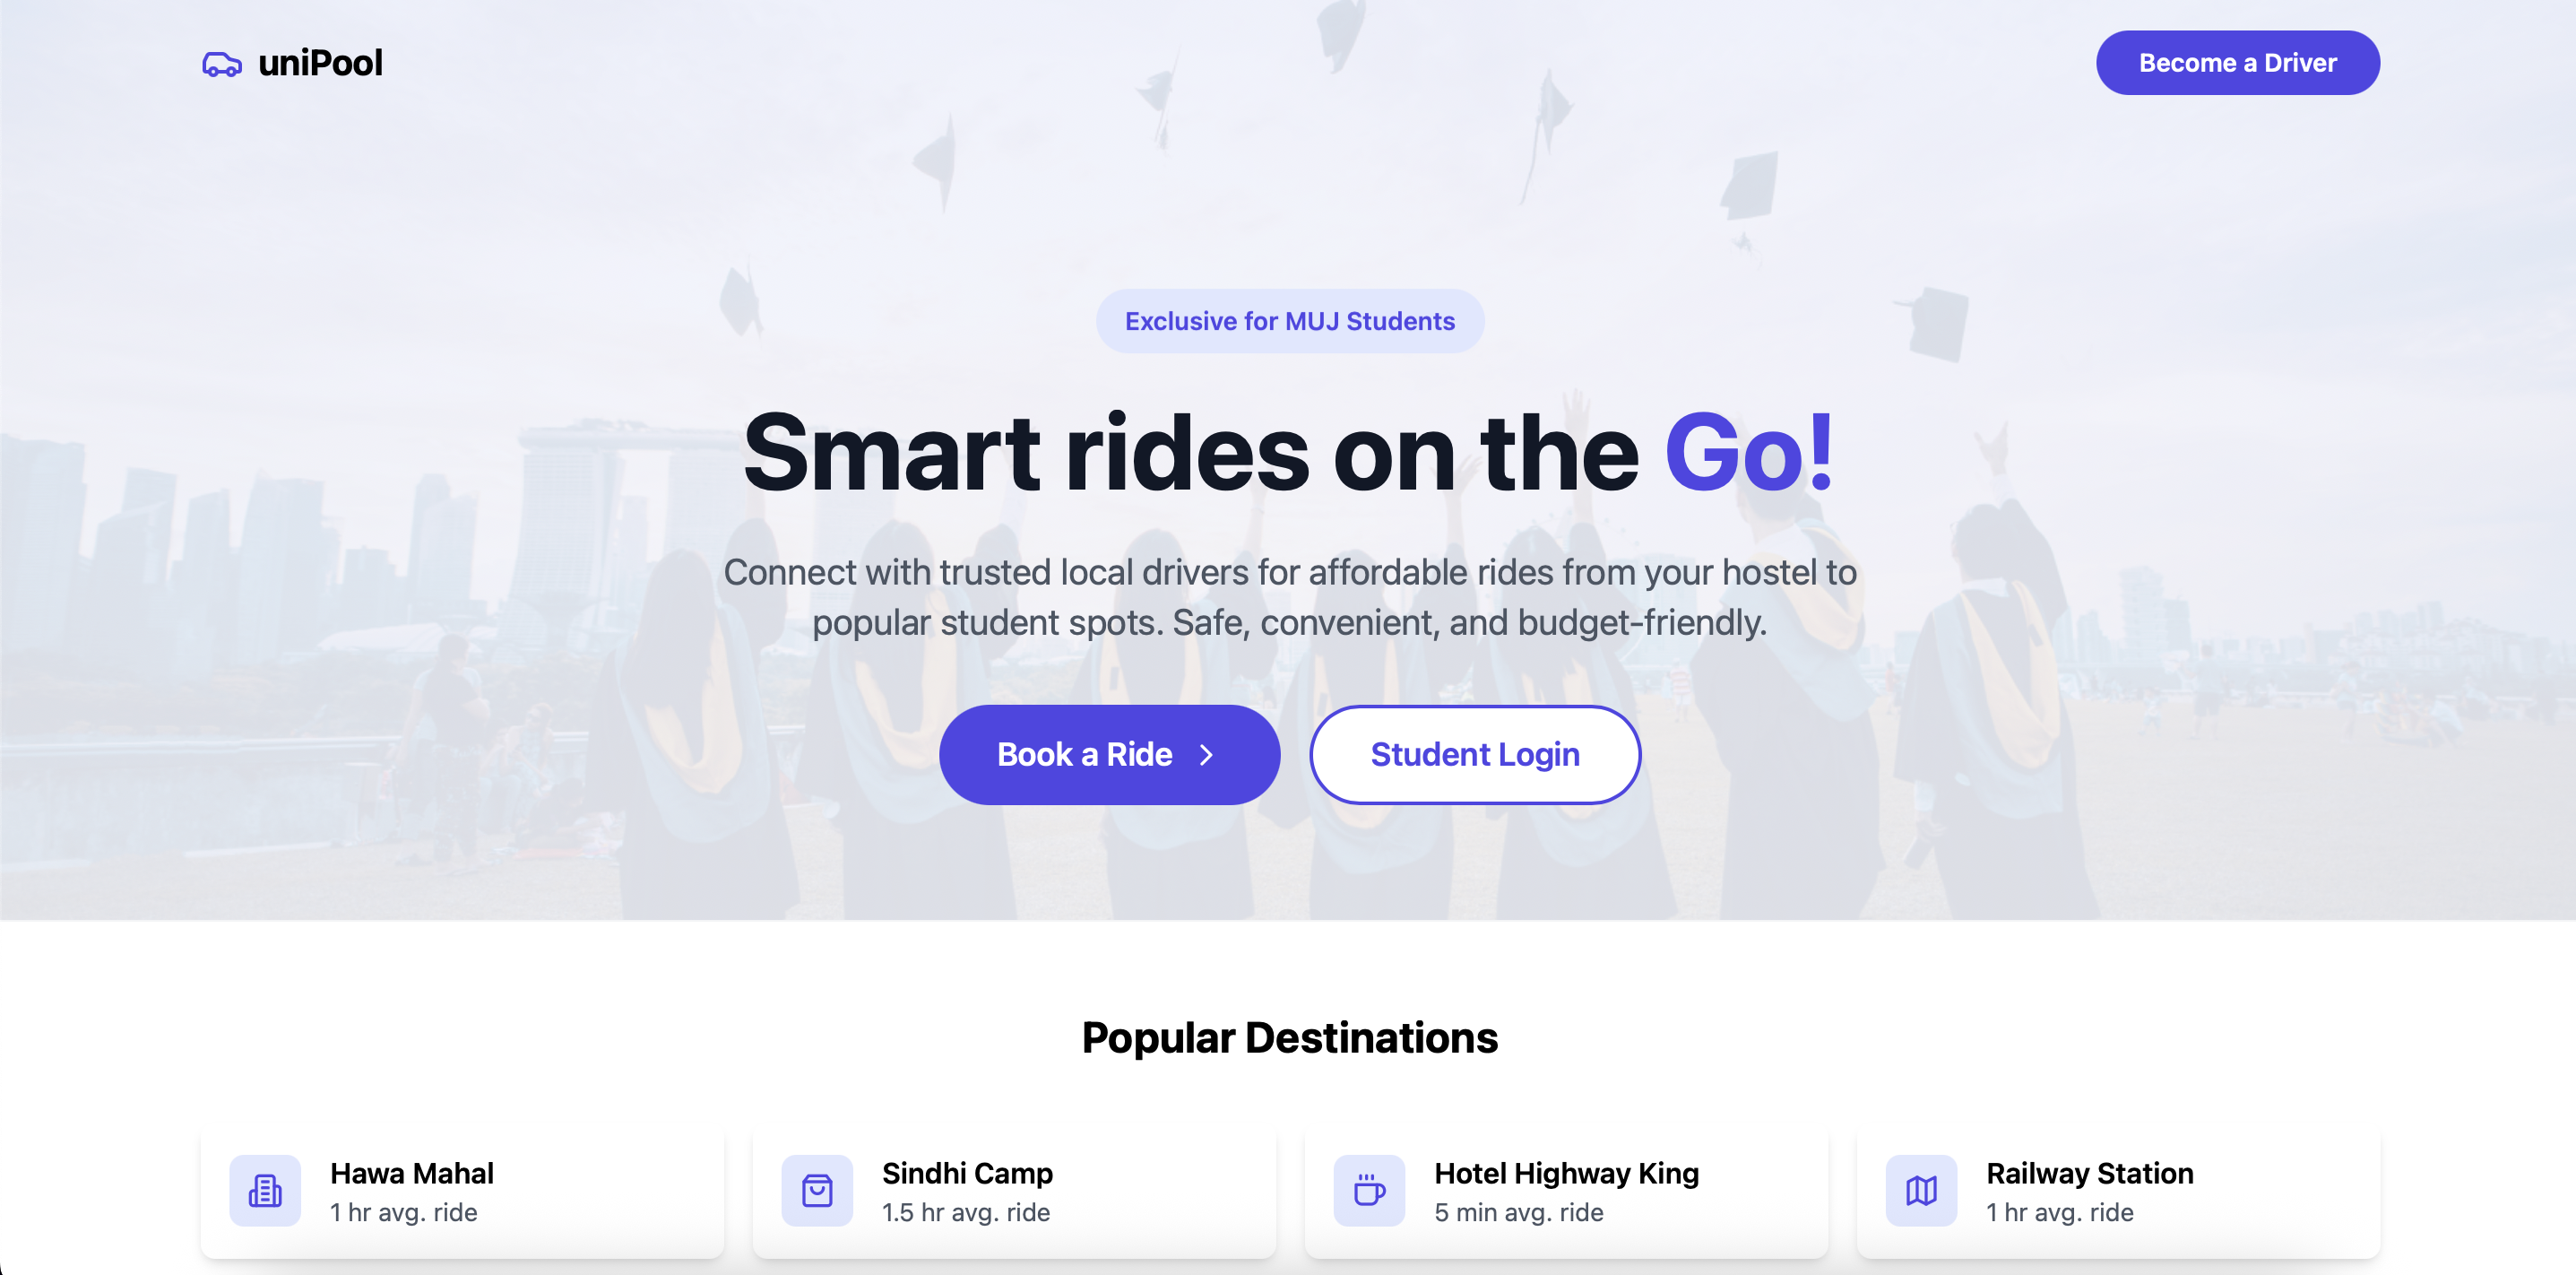 uniPool
Become a Driver
Exclusive for MUJ Students
Smart rides on the Go!
Connect with trusted local drivers for affordable rides from your hostel to
popular student spots. Safe, convenient, and budget-friendly.
Book a Ride
Student Login
Popular Destinations
Hawa Mahal
1 hr avg. ride
Sindhi Camp
1.5 hr avg. ride
Hotel Highway King
5 min avg. ride
Railway Station
1 hr avg. ride